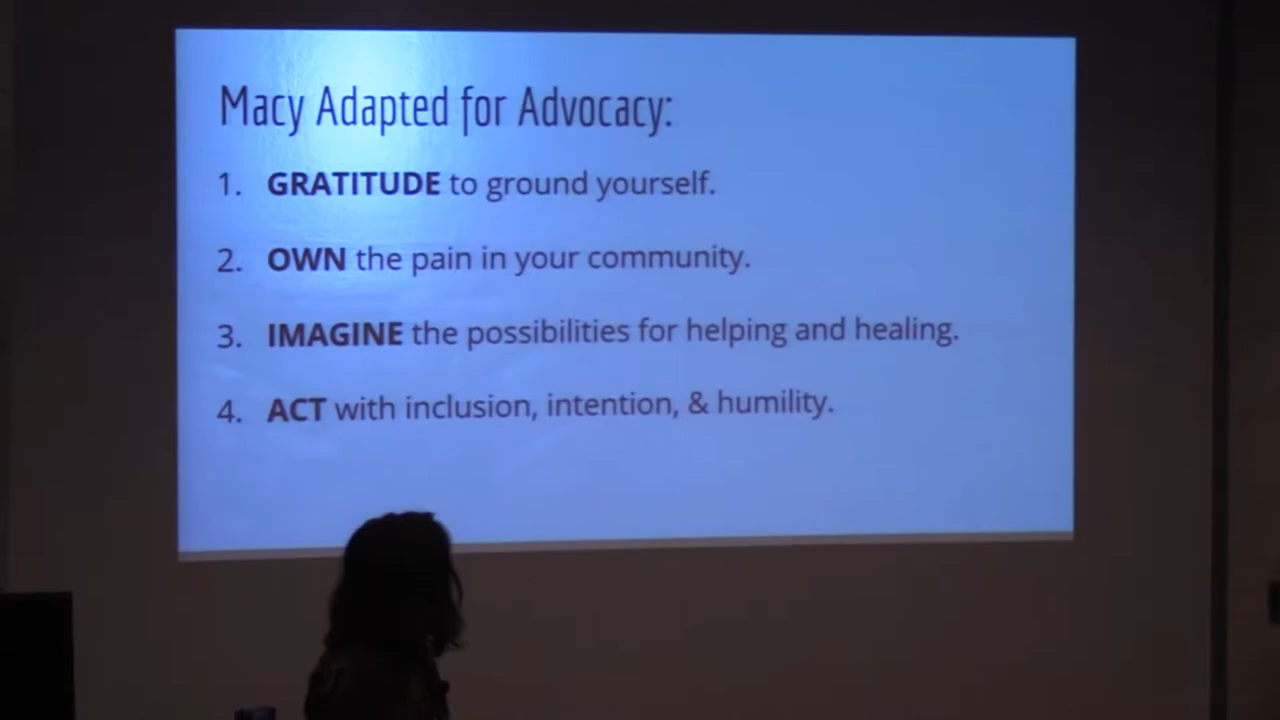 Macy Adapted for Advocacy:
1. GRATITUDE to ground yourself.
2. OWN the pain in your community.
3. IMAGINE the possibilities for helping and healing.
4. ACT with inclusion, intention, & humility.